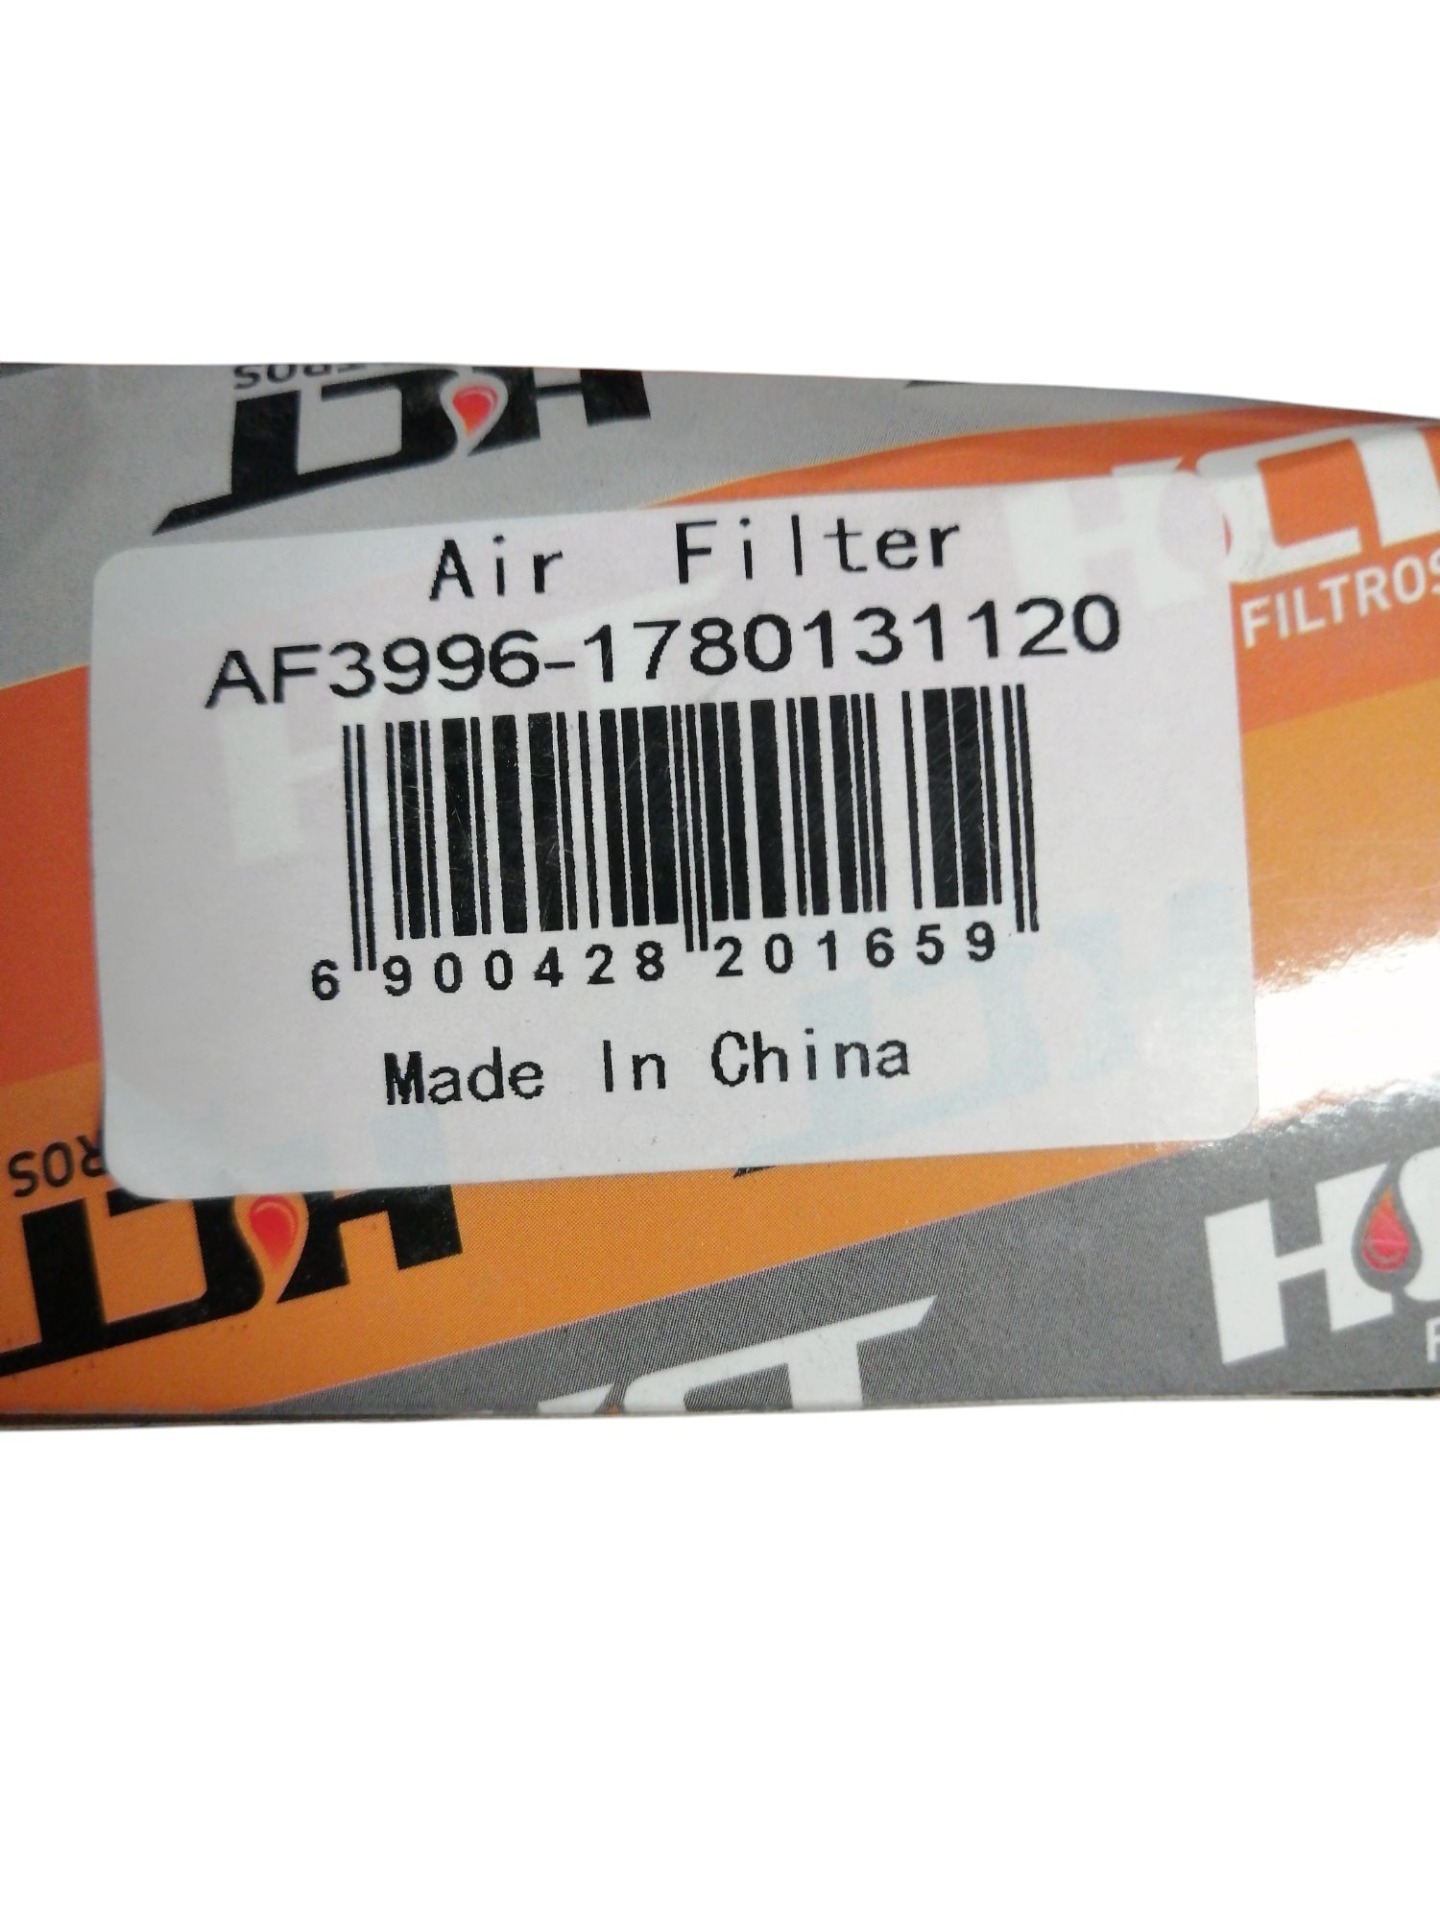 Air Filter
AF3996-1780131120
6 900428 201659
Made In China
FILTROS